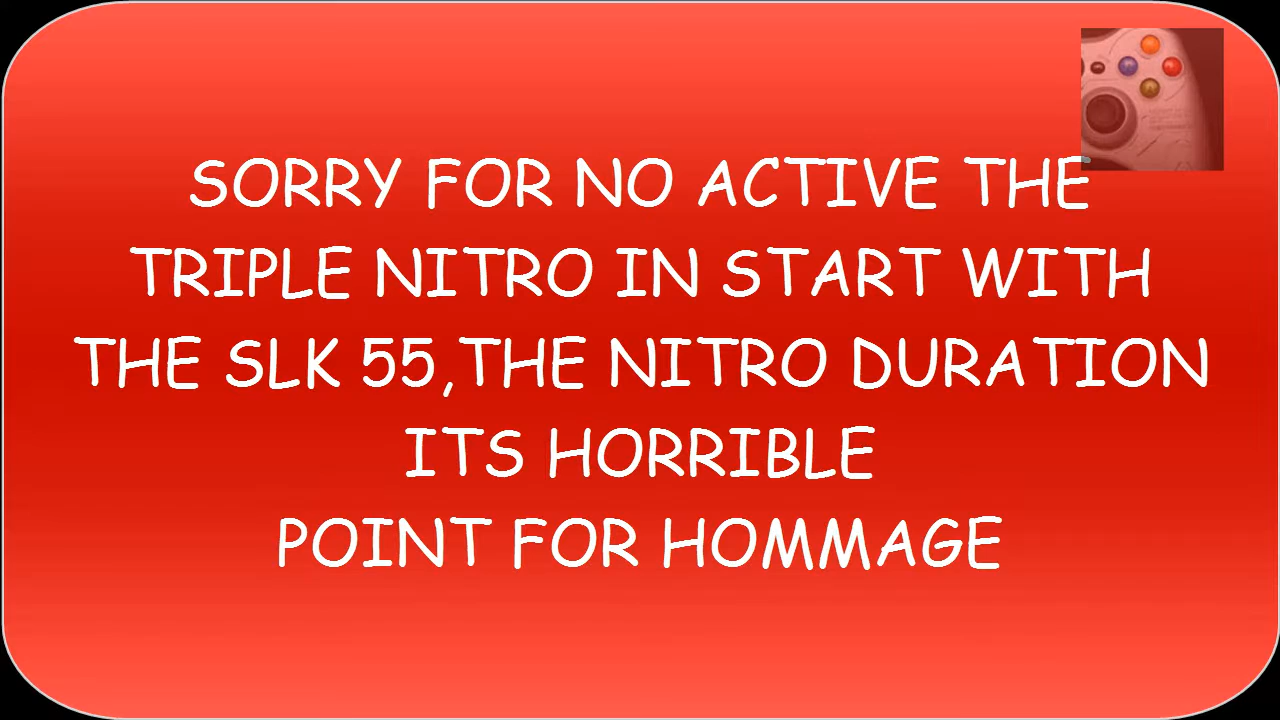 SORRY FOR NO ACTIVE THE
TRIPLE NITRO IN START WITH
THE SLK 55,THE NITRO DURATION
ITS HORRIBLE
POINT FOR HOMMAGE